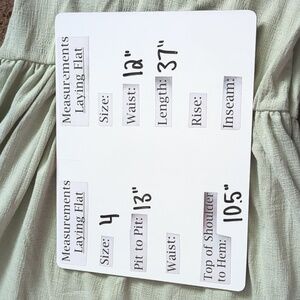 Measurements
Laying Flat
Size: 4
Pit to Pit: 13"
Waist:
Top of Shoulder
to Hem: 10.5"
Measurements
Laying Flat
Size:
Waist: 12"
Length: 37"
Rise:
Inseam: